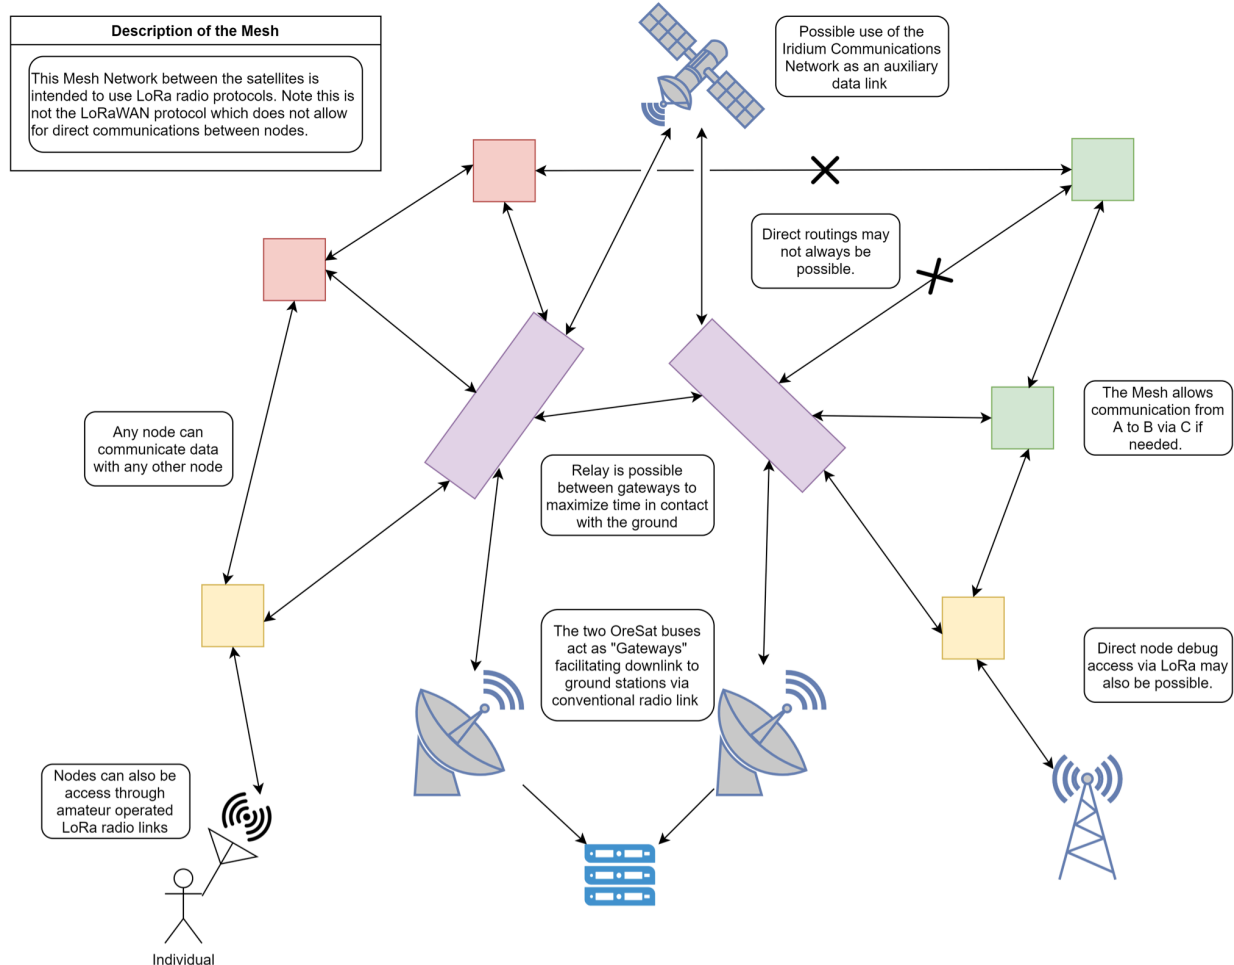 Description of the Mesh
This Mesh Network between the satellites is
intended to use LoRa radio protocols. Note this is
not the LoRaWAN protocol which does not allow
for direct communications between nodes.
Possible use of the
Iridium Communications
Network as an auxiliary
data link
Direct routings may
not always be
possible.
The Mesh allows
communication from
A to B via C if
needed.
Any node can
communicate data
with any other node
Relay is possible
between gateways to
maximize time in contact
with the ground
The two OreSat buses
act as "Gateways"
facilitating downlink to
ground stations via
conventional radio link
Direct node debug
access via LoRa may
also be possible.
Nodes can also be
access through
amateur operated
LoRa radio links
Individual